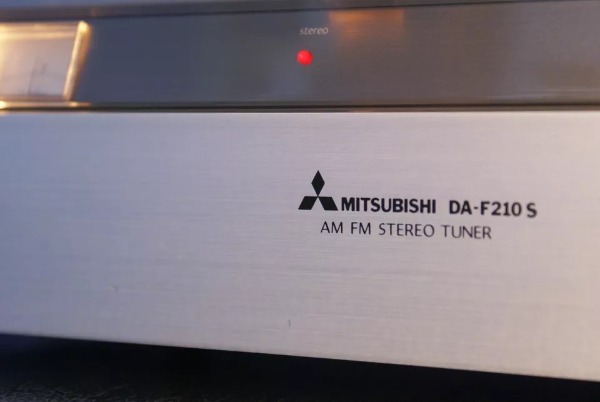 stereo
MITSUBISHI DA-F210 S
AM FM STEREO TUNER